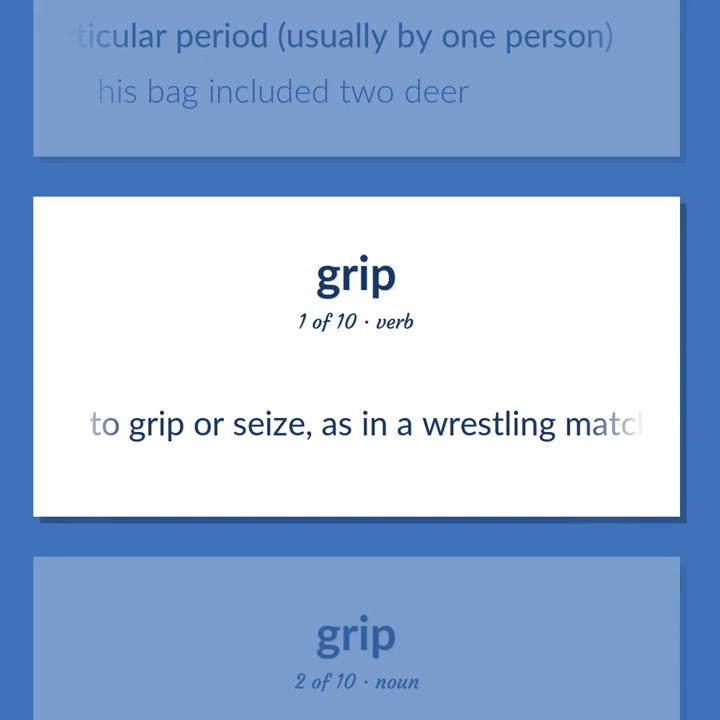 ticular period (usually by one person)
his bag included two deer
grip
1 of 10 · verb
to grip or seize, as in a wrestling matc
grip
2 of 10 · noun